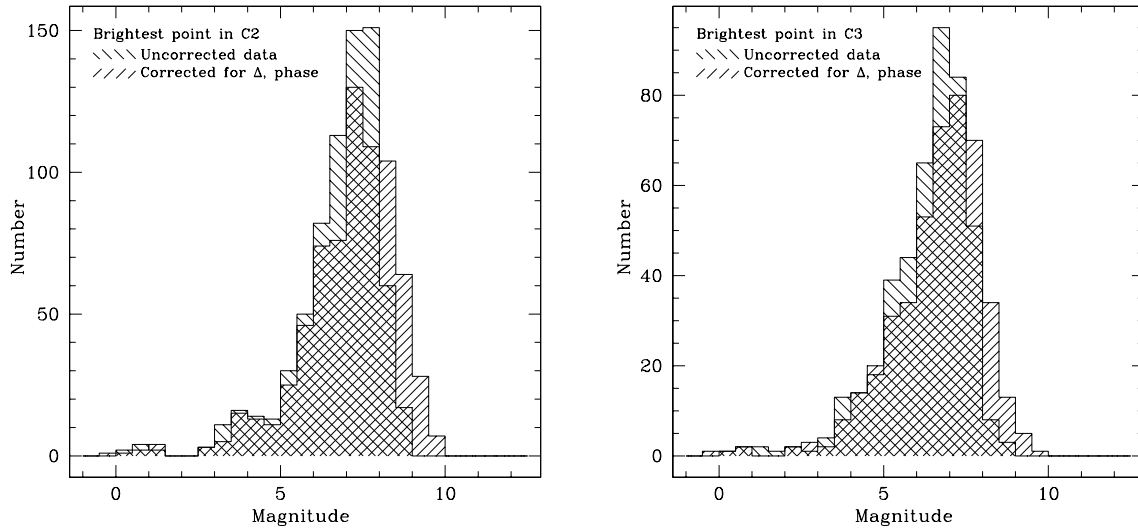 Brightest point in C2
Uncorrected data
Corrected for Δ, phase
150
100
50
0
Number
0 5 10
Magnitude
Brightest point in C3
Uncorrected data
Corrected for Δ, phase
80
60
40
20
0
Number
0 5 10
Magnitude